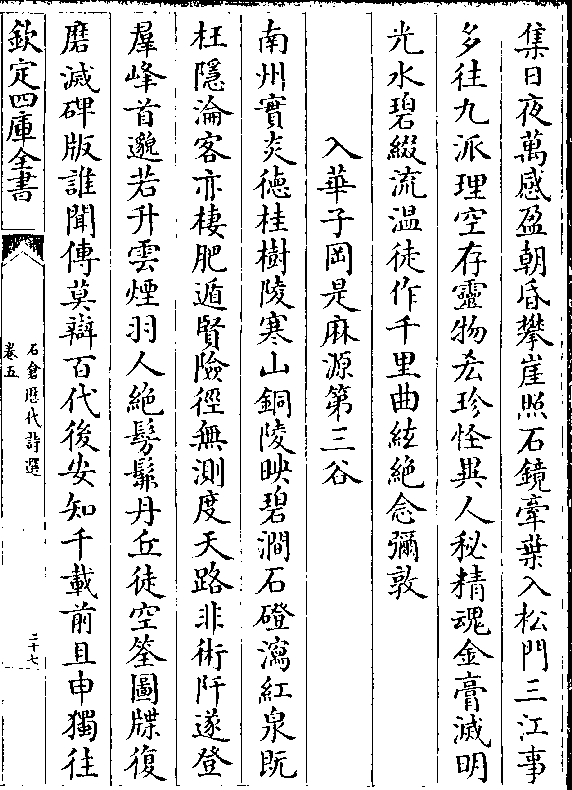 集日夜萬感盈朝昏攀崖照石鏡牽葉入松門三江事
多往九派理空存靈物㳟珍怪異人秘精魂金膏滅明
光水碧綴流温徒作千里曲絃絶念彌敦
入華子岡是麻源第三谷
南州實炎徳桂樹陵寒山銅陵映碧澗石磴瀉紅泉既
枉隱淪客亦棲肥遁賢險徑無測度天路非術阡遂登
羣峰首邈若升雲煙羽人絶髣髴丹丘徒空筌圖牒復
磨滅碑版誰聞傳莫辯百代後安知千載前且申獨往
欽定四庫全書
石倉歴代詩選
卷五
二十七